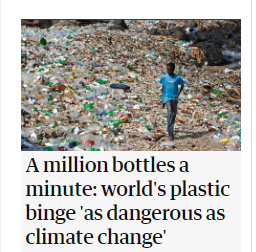 A million bottles a
minute: world's plastic
binge 'as dangerous as
climate change'